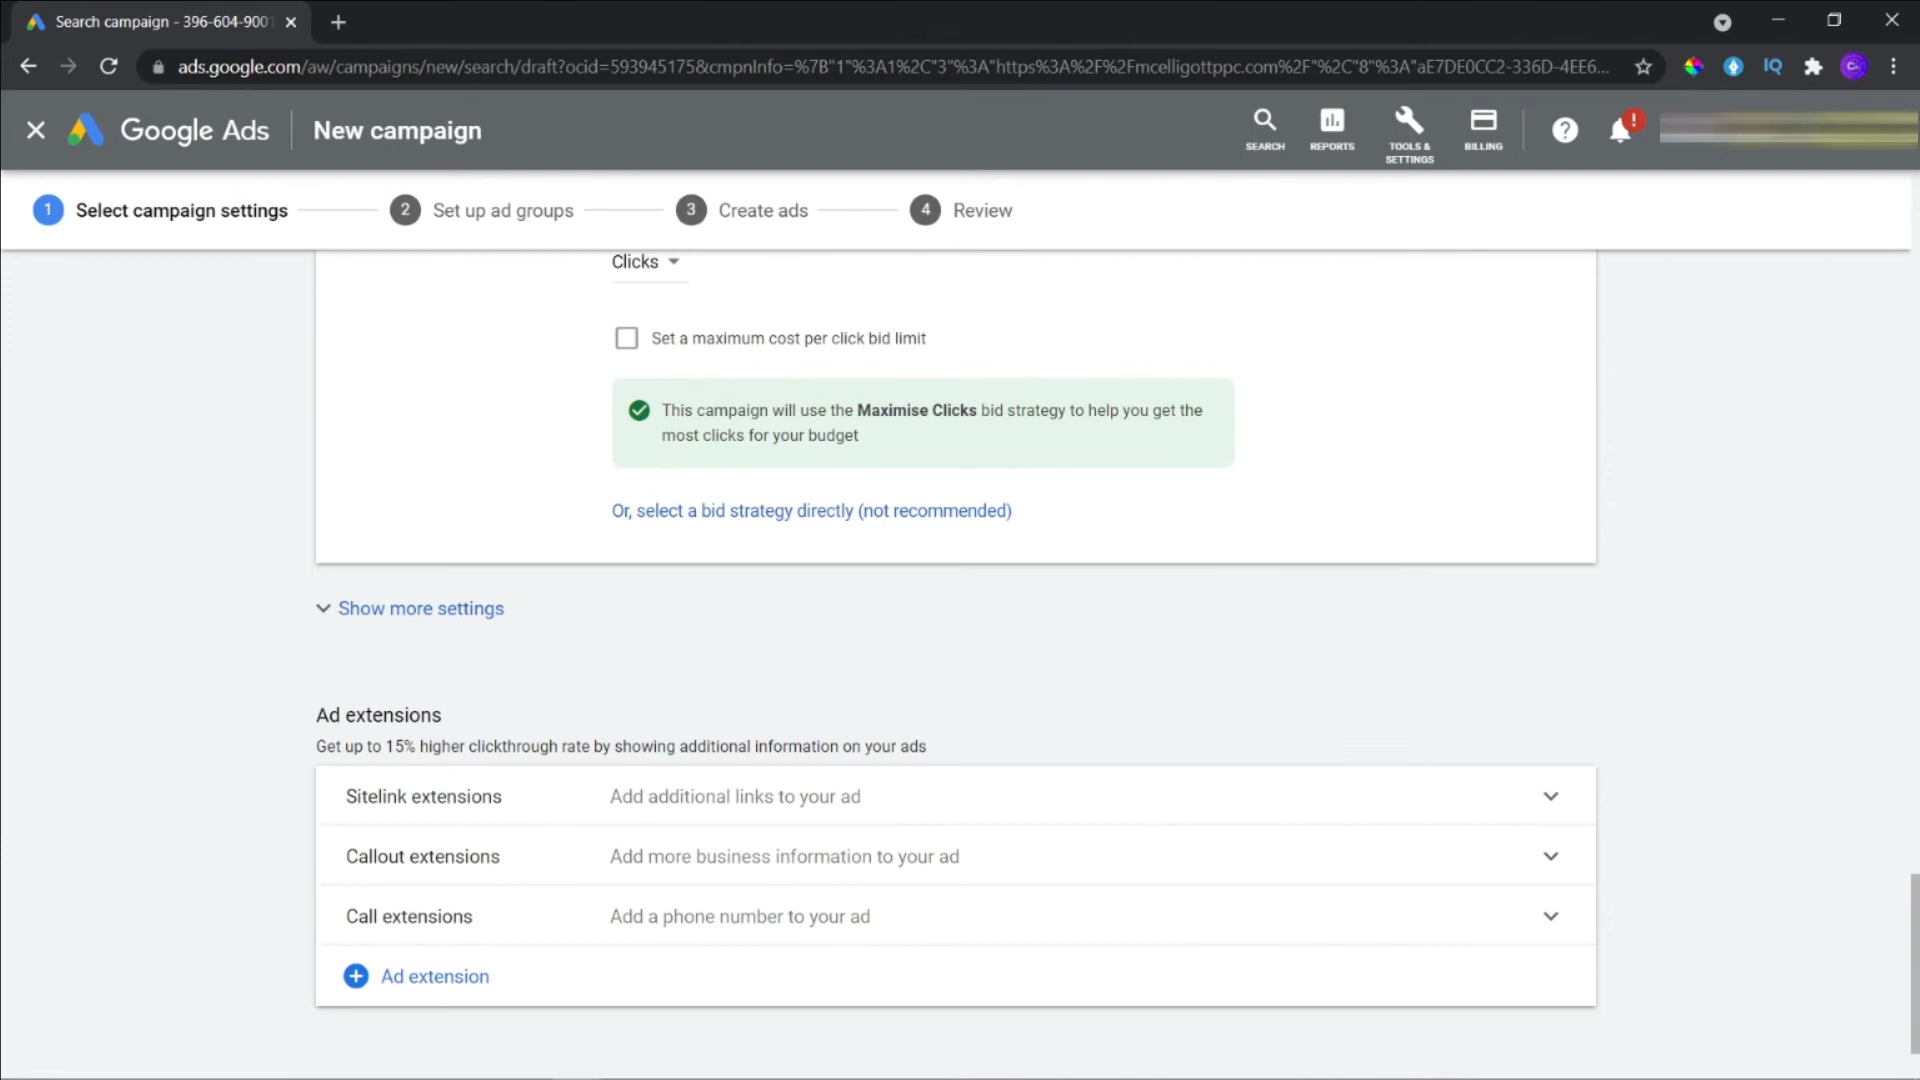 Search campaign - 396-604-9001
ads.google.com/aw/campaigns/new/search/draft?ocid=593945175&cmpnInfo=%7B"1"%3A1%2C"3"%3A"https%3A%2F%2Fmcelligottppc.com%2F"%2C"8"%3A"aE7DE0CC2-336D-4EE6...
IQ
Google Ads
New campaign
SEARCH
REPORTS
TOOLS &
SETTINGS
BILLING
?
!
1 Select campaign settings
2 Set up ad groups
3 Create ads
4 Review
Clicks
Set a maximum cost per click bid limit
This campaign will use the Maximise Clicks bid strategy to help you get the
most clicks for your budget
Or, select a bid strategy directly (not recommended)
Show more settings
Ad extensions
Get up to 15% higher clickthrough rate by showing additional information on your ads
Sitelink extensions Add additional links to your ad
Callout extensions Add more business information to your ad
Call extensions Add a phone number to your ad
Ad extension